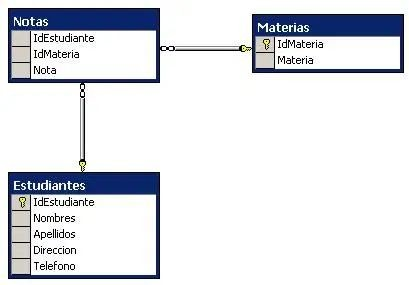 Notas
IdEstudiante
IdMateria
Nota
Materias
IdMateria
Materia
Estudiantes
IdEstudiante
Nombres
Apellidos
Direccion
Telefono